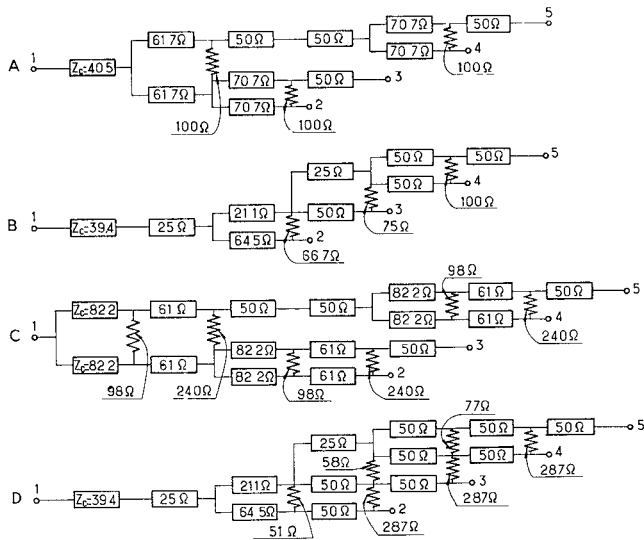 A 1 Zc=40.5 61.7Ω 50Ω 50Ω 70.7Ω 50Ω 5
70.7Ω 4
100Ω
61.7Ω 70.7Ω 50Ω 3
70.7Ω 2
100Ω 100Ω
B 1 Zc=39.4 25Ω 21.1Ω 25Ω 50Ω 50Ω 5
50Ω 4
100Ω
50Ω 3
64.5Ω 2
75Ω
66.7Ω
C 1 Zc=82.2 61Ω 50Ω 50Ω 82.2Ω 98Ω 61Ω 50Ω 5
82.2Ω 61Ω 4
240Ω
Zc=82.2 61Ω 82.2Ω 61Ω 50Ω 3
82.2Ω 61Ω 2
98Ω 240Ω 98Ω 240Ω
77Ω
50Ω 50Ω 50Ω 5
25Ω 50Ω 50Ω 4
58Ω
287Ω
D 1 Zc=39.4 25Ω 21.1Ω 50Ω 50Ω 3
287Ω
64.5Ω 50Ω 2
51Ω 287Ω